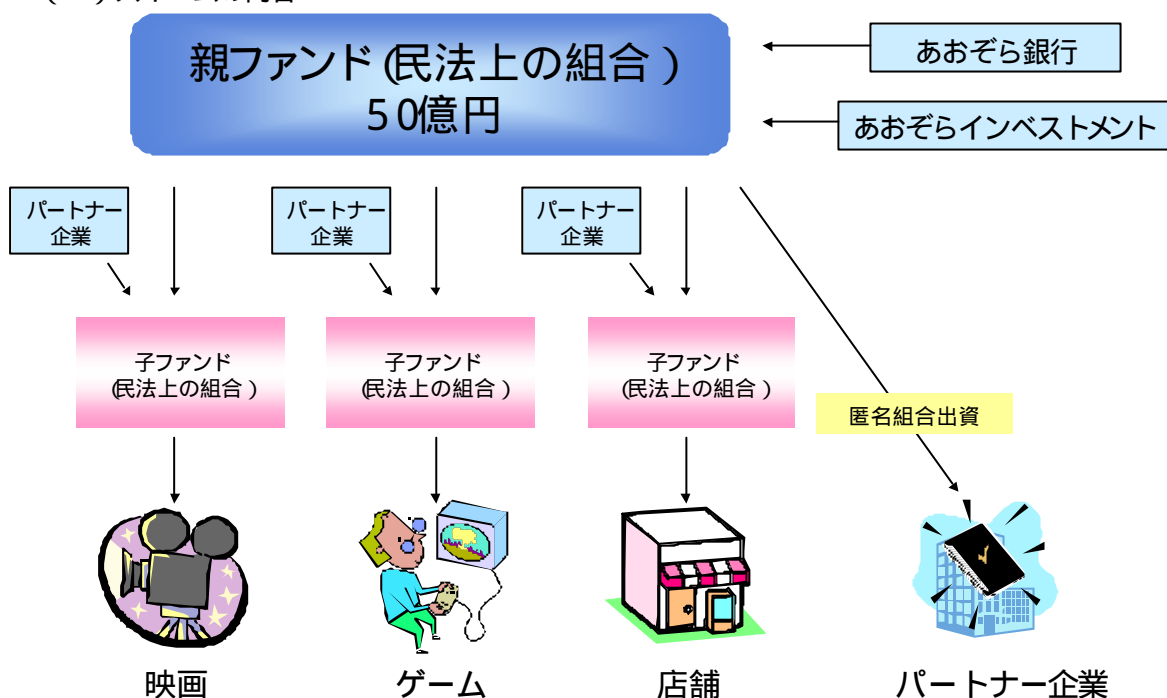 親ファンド(民法上の組合)
50億円
あおぞら銀行
あおぞらインベストメント
パートナー
企業
パートナー
企業
パートナー
企業
子ファンド
(民法上の組合)
子ファンド
(民法上の組合)
子ファンド
(民法上の組合)
匿名組合出資
映画
ゲーム
店舗
パートナー企業